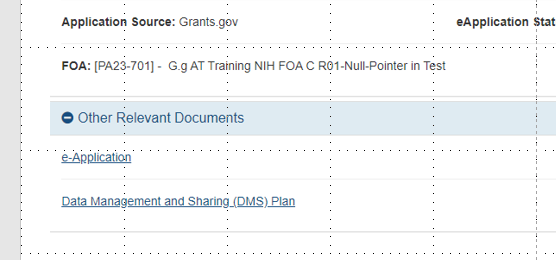 Application Source: Grants.gov eApplication Stat
FOA: [PA23-701] - G.g AT Training NIH FOA C R01-Null-Pointer in Test
Other Relevant Documents
e-Application
Data Management and Sharing (DMS) Plan